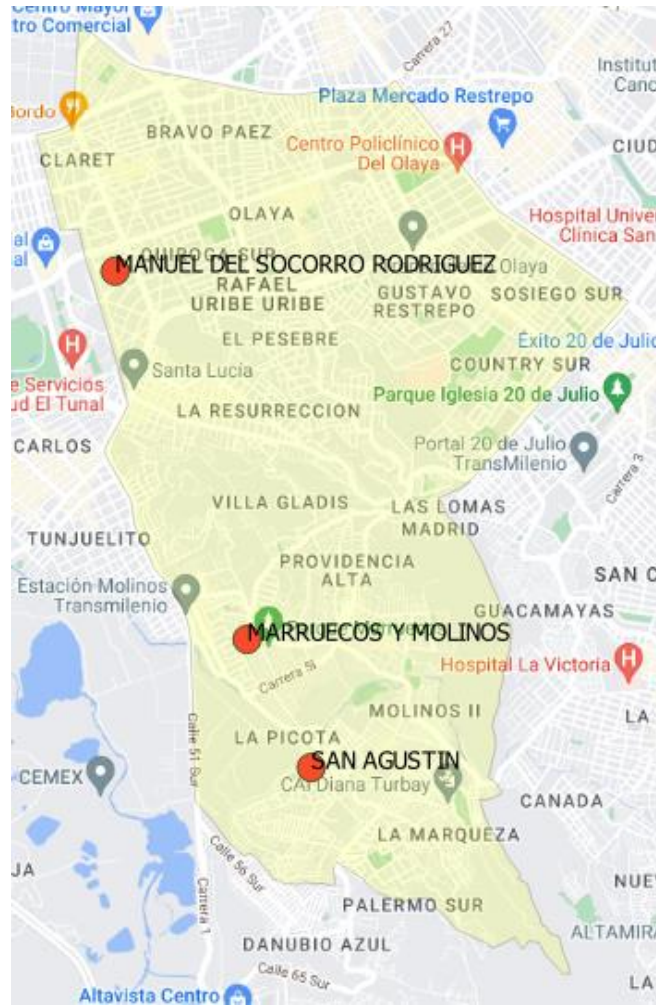 Centro Mayor
tro Comercial
Carrera 27
Institut
Canc
Bordo
BRAVO PAEZ
Plaza Mercado Restrepo
CLARET
Centro Policlínico
Del Olaya
CIUD
OLAYA
Hospital Univer
Clínica San
al
al
QUIROGA SUR
MANUEL DEL SOCORRO RODRIGUEZ
Olaya
RAFAEL
URIBE URIBE
GUSTAVO
RESTREPO
SOSIEGO SUR
EL PESEBRE
Éxito 20 de Julio
e Servicios
ud El Tunal
Santa Lucía
COUNTRY SUR
LA RESURRECCION
Parque Iglesia 20 de Julio
CARLOS
Portal 20 de Julio
TransMilenio
Carrera 3
VILLA GLADIS
LAS LOMAS
MADRID
TUNJUELITO
PROVIDENCIA
ALTA
SAN C
Estación Molinos
Transmilenio
GUACAMAYAS
MARRUECOS Y MOLINOS
Hospital La Victoria
Carrera 5i
MOLINOS II
LA
LA PICOTA
Calle 51 Sur
SAN AGUSTIN
CEMEX
CAI Diana Turbay
CANADA
LA MARQUEZA
JA
Calle 56 Sur
NUE
Carrera 1
PALERMO SUR
ALTAMIRA
DANUBIO AZUL
Calle 65 Sur
LA
Altavista Centro